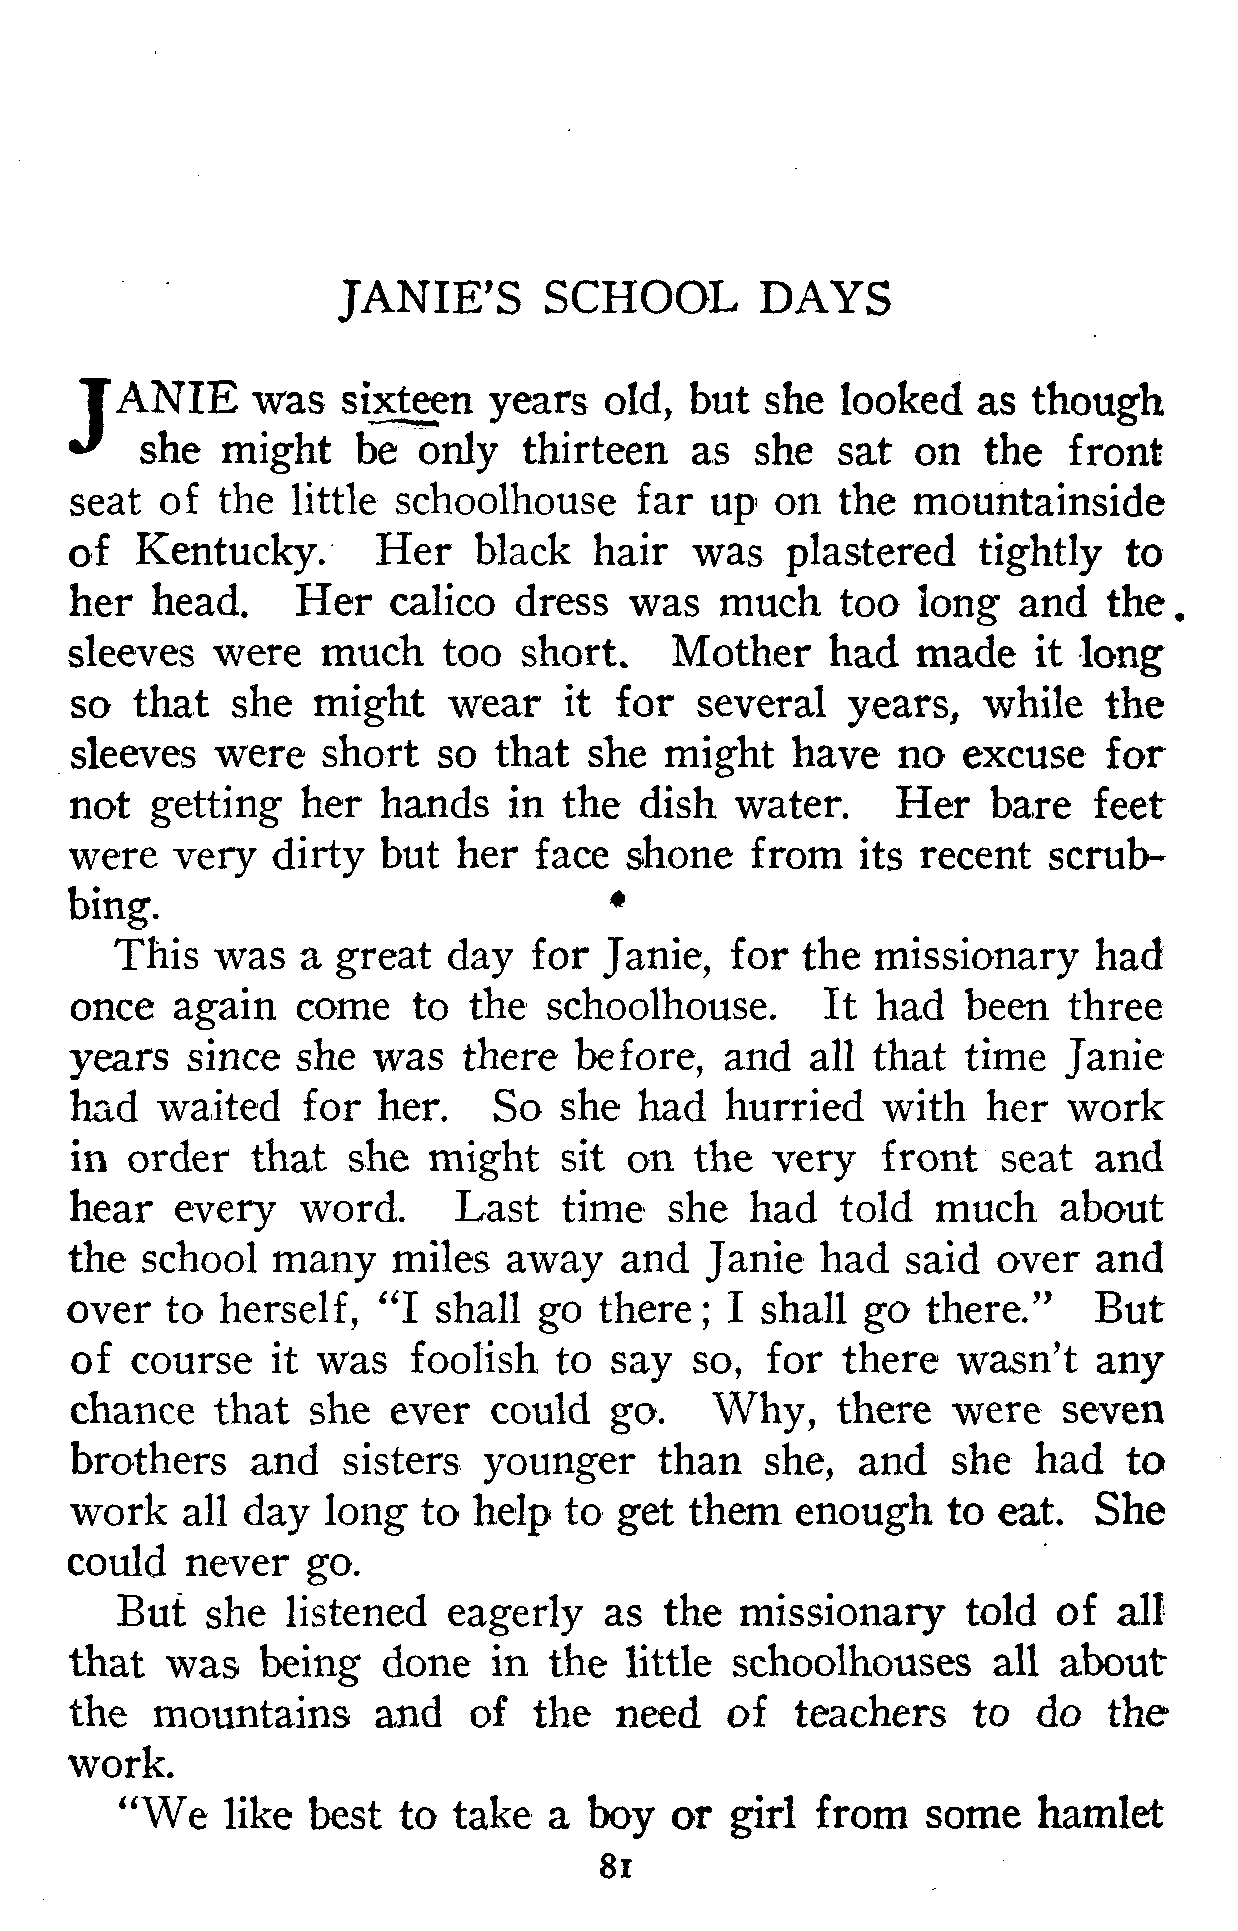 JANIE'S SCHOOL DAYS
JANIE was sixteen years old, but she looked as though
she might be only thirteen as she sat on the front
seat of the little schoolhouse far up on the mountainside
of Kentucky. Her black hair was plastered tightly to
her head. Her calico dress was much too long and the
sleeves were much too short. Mother had made it long
so that she might wear it for several years, while the
sleeves were short so that she might have no excuse for
not getting her hands in the dish water. Her bare feet
were very dirty but her face shone from its recent scrub-
bing.
This was a great day for Janie, for the missionary had
once again come to the schoolhouse. It had been three
years since she was there before, and all that time Janie
had waited for her. So she had hurried with her work
in order that she might sit on the very front seat and
hear every word. Last time she had told much about
the school many miles away and Janie had said over and
over to herself, "I shall go there; I shall go there." But
of course it was foolish to say so, for there wasn't any
chance that she ever could go. Why, there were seven
brothers and sisters younger than she, and she had to
work all day long to help to get them enough to eat. She
could never go.
But she listened eagerly as the missionary told of all
that was being done in the little schoolhouses all about
the mountains and of the need of teachers to do the
work.
"We like best to take a boy or girl from some hamlet
81